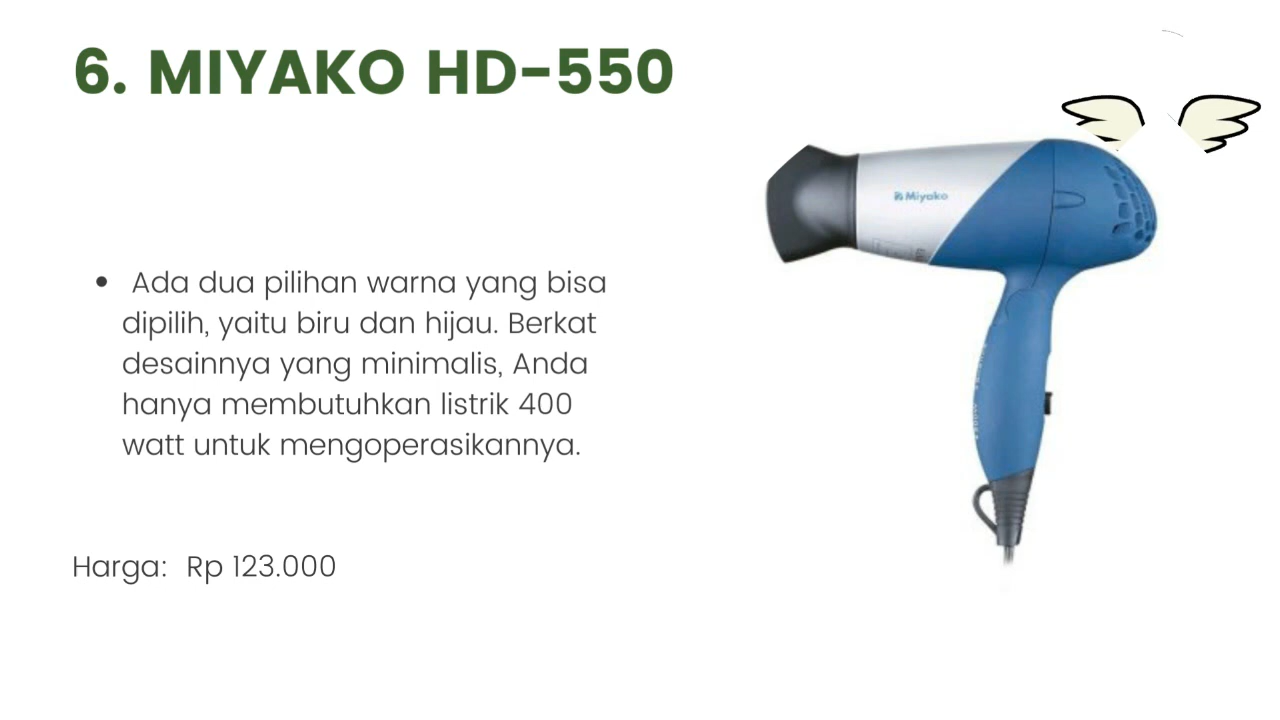 6. MIYAKO HD-550
Miyako
• Ada dua pilihan warna yang bisa
dipilih, yaitu biru dan hijau. Berkat
desainnya yang minimalis, Anda
hanya membutuhkan listrik 400
watt untuk mengoperasikannya.
Harga: Rp 123.000